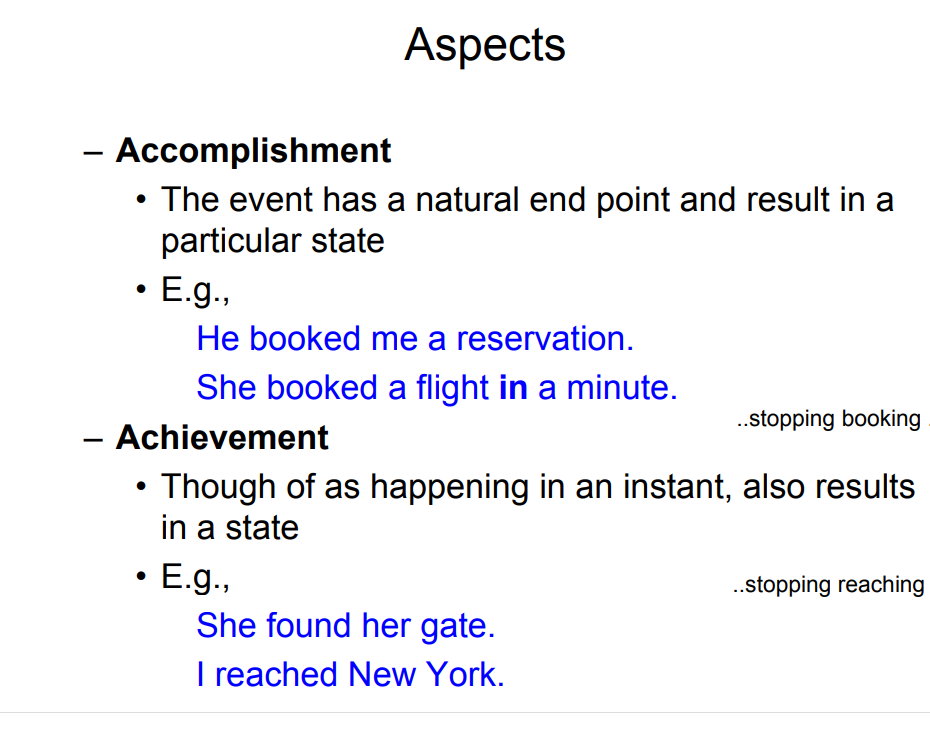 Aspects
– Accomplishment
• The event has a natural end point and result in a
particular state
• E.g.,
He booked me a reservation.
She booked a flight in a minute.
..stopping booking .
– Achievement
• Though of as happening in an instant, also results
in a state
• E.g.,
..stopping reaching
She found her gate.
I reached New York.